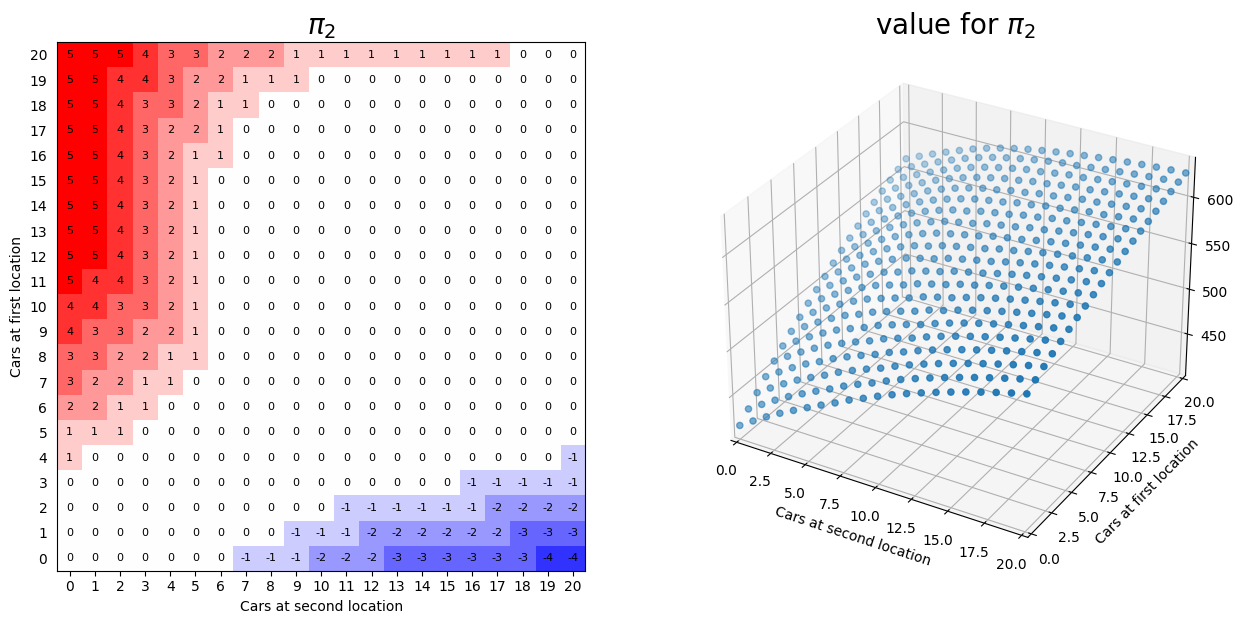 π₂
value for π₂
20 5 5 5 4 3 3 2 2 2 1 1 1 1 1 1 1 1 1 0 0 0
19 5 5 4 4 3 2 2 1 1 1 0 0 0 0 0 0 0 0 0 0 0
18 5 5 4 3 3 2 1 1 0 0 0 0 0 0 0 0 0 0 0 0 0
17 5 5 4 3 2 2 1 0 0 0 0 0 0 0 0 0 0 0 0 0 0
16 5 5 4 3 2 1 1 0 0 0 0 0 0 0 0 0 0 0 0 0 0
15 5 5 4 3 2 1 0 0 0 0 0 0 0 0 0 0 0 0 0 0 0
14 5 5 4 3 2 1 0 0 0 0 0 0 0 0 0 0 0 0 0 0 0
13 5 5 4 3 2 1 0 0 0 0 0 0 0 0 0 0 0 0 0 0 0
12 5 5 4 3 2 1 0 0 0 0 0 0 0 0 0 0 0 0 0 0 0
11 5 4 4 3 2 1 0 0 0 0 0 0 0 0 0 0 0 0 0 0 0
10 4 4 3 3 2 1 0 0 0 0 0 0 0 0 0 0 0 0 0 0 0
9 4 3 3 2 2 1 0 0 0 0 0 0 0 0 0 0 0 0 0 0 0
8 3 3 2 2 1 1 0 0 0 0 0 0 0 0 0 0 0 0 0 0 0
7 3 2 2 1 1 0 0 0 0 0 0 0 0 0 0 0 0 0 0 0 0
6 2 2 1 1 0 0 0 0 0 0 0 0 0 0 0 0 0 0 0 0 0
5 1 1 1 0 0 0 0 0 0 0 0 0 0 0 0 0 0 0 0 0 0
4 1 0 0 0 0 0 0 0 0 0 0 0 0 0 0 0 0 0 0 0 -1
3 0 0 0 0 0 0 0 0 0 0 0 0 0 0 0 0 -1 -1 -1 -1 -1
2 0 0 0 0 0 0 0 0 0 0 0 -1 -1 -1 -1 -1 -1 -2 -2 -2 -2
1 0 0 0 0 0 0 0 0 0 -1 -1 -1 -2 -2 -2 -2 -2 -2 -3 -3 -3
0 0 0 0 0 0 0 0 -1 -1 -1 -2 -2 -2 -3 -3 -3 -3 -3 -3 -4 -4
0 1 2 3 4 5 6 7 8 9 10 11 12 13 14 15 16 17 18 19 20
Cars at second location
Cars at first location
600
550
500
450
0.0 2.5 5.0 7.5 10.0 12.5 15.0 17.5 20.0
Cars at second location
0.0 2.5 5.0 7.5 10.0 12.5 15.0 17.5 20.0
Cars at first location